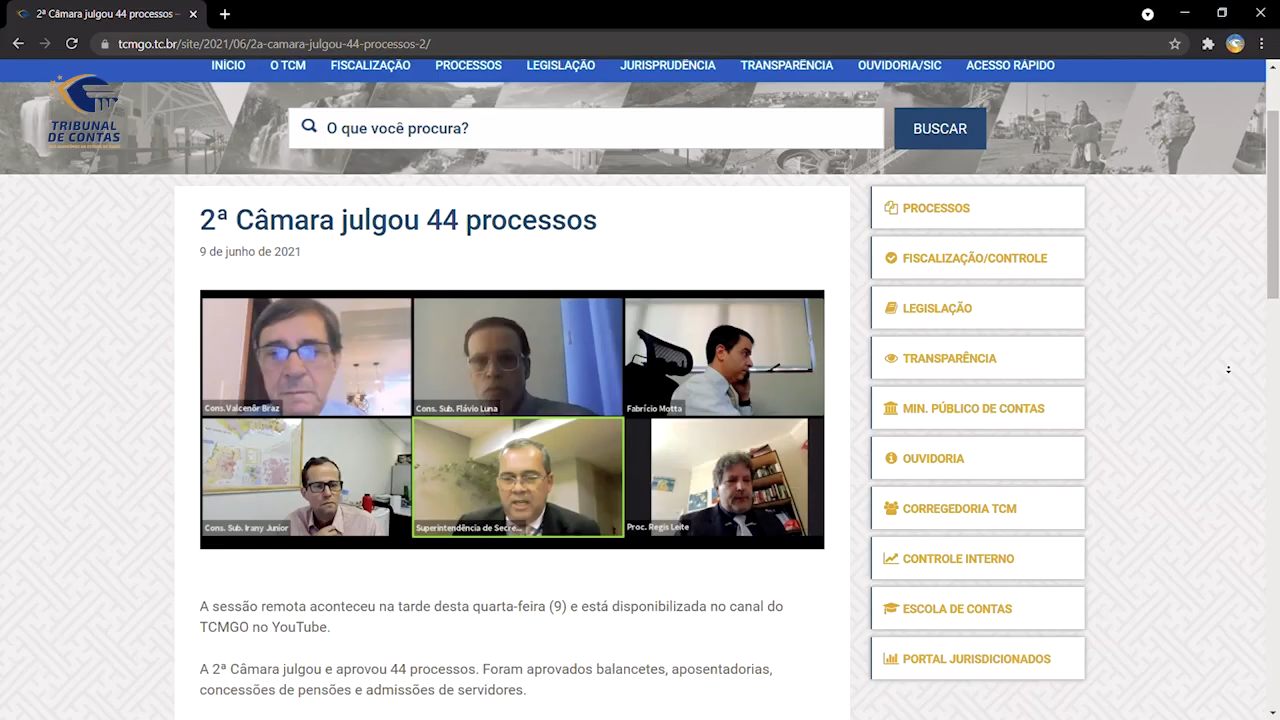 2ª Câmara julgou 44 processos –
tcmgo.tc.br/site/2021/06/2a-camara-julgou-44-processos-2/
INÍCIO O TCM FISCALIZAÇÃO PROCESSOS LEGISLAÇÃO JURISPRUDÊNCIA TRANSPARÊNCIA OUVIDORIA/SIC ACESSO RÁPIDO
TRIBUNAL
DE CONTAS
O que você procura?
BUSCAR
2ª Câmara julgou 44 processos
9 de junho de 2021
Cons.Valcenôr Braz
Cons. Sub. Flávio Luna
Fabrício Motta
Cons. Sub. Irany Junior
Superintendência de Secre...
Proc. Regis Leite
A sessão remota aconteceu na tarde desta quarta-feira (9) e está disponibilizada no canal do
TCMGO no YouTube.
A 2ª Câmara julgou e aprovou 44 processos. Foram aprovados balancetes, aposentadorias,
concessões de pensões e admissões de servidores.
PROCESSOS
FISCALIZAÇÃO/CONTROLE
LEGISLAÇÃO
TRANSPARÊNCIA
MIN. PÚBLICO DE CONTAS
OUVIDORIA
CORREGEDORIA TCM
CONTROLE INTERNO
ESCOLA DE CONTAS
PORTAL JURISDICIONADOS